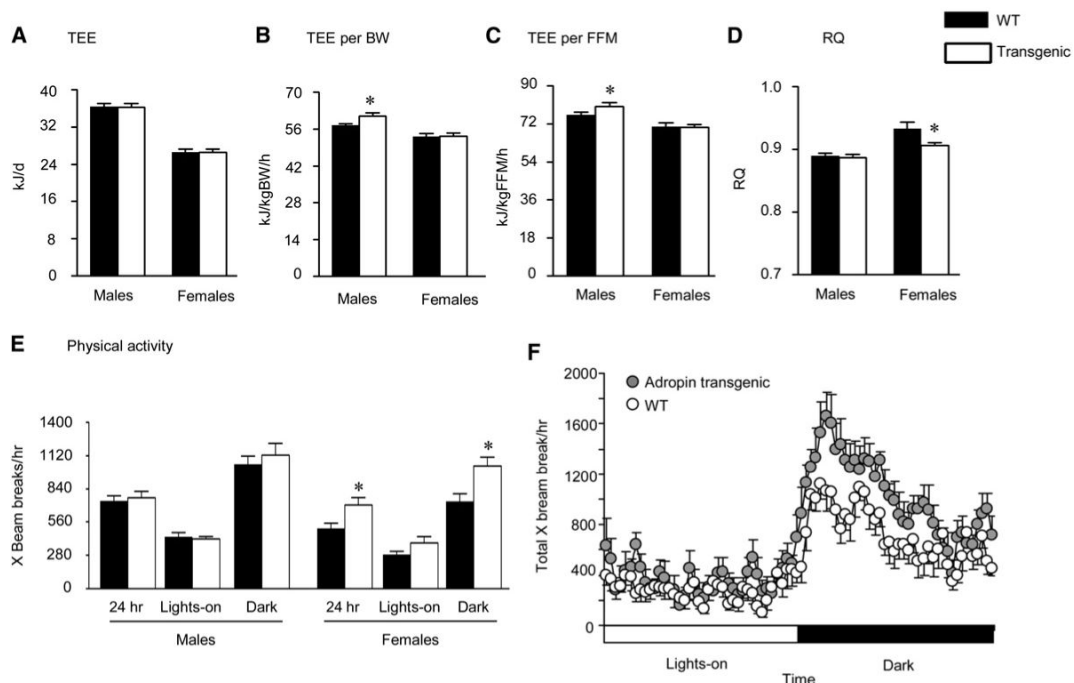 WT
Transgenic
A TEE
40
32
24
16
8
0
kJ/d
Males Females
B TEE per BW
70
56
42
28
14
0
kJ/kgBW/h
*
Males Females
C TEE per FFM
90
72
54
36
18
0
kJ/kgFFM/h
*
Males Females
D RQ
1.0
0.9
0.8
0.7
RQ
*
Males Females
E Physical activity
1400
1120
840
560
280
0
X Beam breaks/hr
*
*
24 hr Lights-on Dark 24 hr Lights-on Dark
Males Females
F
2000
1600
1200
800
400
0
Total X bream break/hr
Adropin transgenic
WT
Lights-on Dark
Time